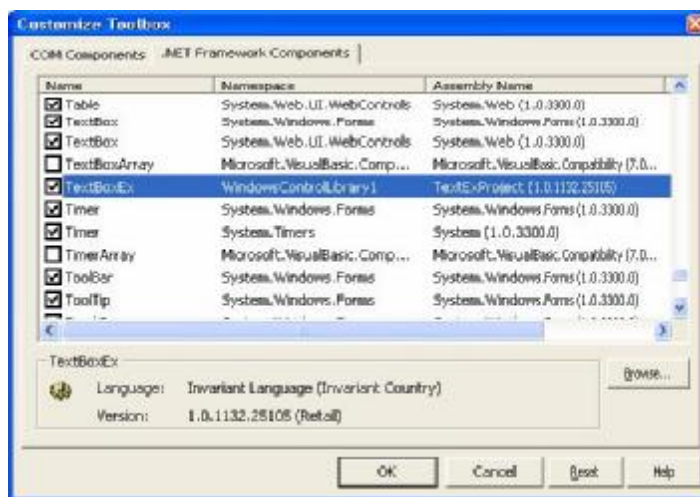 Customize Toolbox
COM Components .NET Framework Components
Name Namespace Assembly Name
Table System.Web.UI.WebControls System.Web (1.0.3300.0)
TextBox System.Windows.Forms System.Windows.Forms (1.0.3300.0)
TextBox System.Web.UI.WebControls System.Web (1.0.3300.0)
TextBoxArray Microsoft.VisualBasic.Comp... Microsoft.VisualBasic.Compatibility (7.0...
TextBoxEx WindowsControlLibrary1 TextExProject (1.0.1132.25105)
Timer System.Windows.Forms System.Windows.Forms (1.0.3300.0)
Timer System.Timers System (1.0.3300.0)
TimerArray Microsoft.VisualBasic.Comp... Microsoft.VisualBasic.Compatibility (7.0...
ToolBar System.Windows.Forms System.Windows.Forms (1.0.3300.0)
ToolTip System.Windows.Forms System.Windows.Forms (1.0.3300.0)
TextBoxEx
Browse...
Language: Invariant Language (Invariant Country)
Version: 1.0.1132.25105 (Retail)
OK Cancel Reset Help